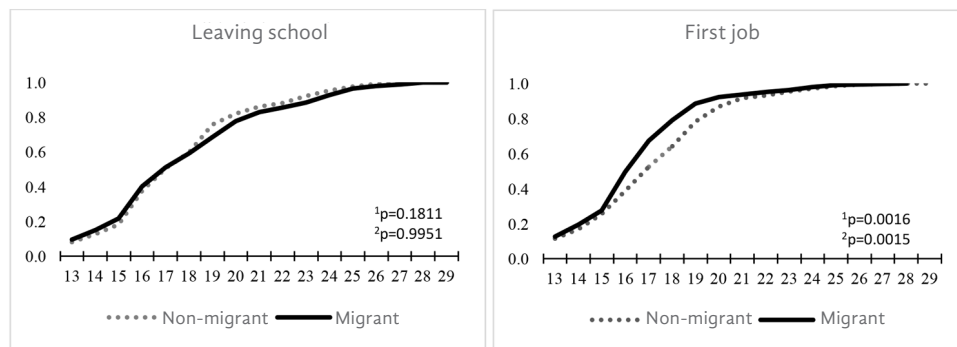 Leaving school
1.0
0.8
0.6
0.4
0.2
0.0
¹p=0.1811
²p=0.9951
13 14 15 16 17 18 19 20 21 22 23 24 25 26 27 28 29
Non-migrant Migrant
First job
1.0
0.8
0.6
0.4
0.2
0.0
¹p=0.0016
²p=0.0015
13 14 15 16 17 18 19 20 21 22 23 24 25 26 27 28 29
Non-migrant Migrant